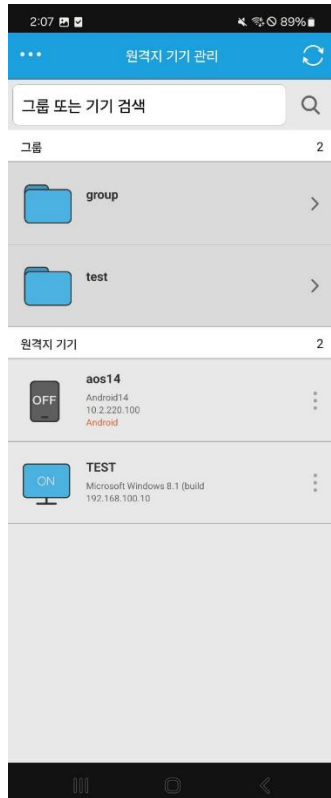 2:07 89%
원격지 기기 관리
그룹 또는 기기 검색
그룹 2
group
test
원격지 기기 2
aos14
OFF
Android14
10.2.220.100
Android
TEST
ON
Microsoft Windows 8.1 (build
192.168.100.10